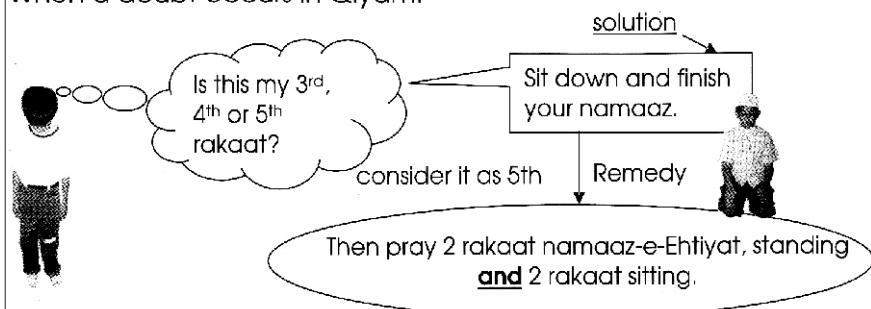 When a doubt occurs in Qiyam:
solution
Is this my 3rd,
4th or 5th
rakaat?
Sit down and finish
your namaaz.
consider it as 5th
Remedy
Then pray 2 rakaat namaaz-e-Ehtiyat, standing
and 2 rakaat sitting.